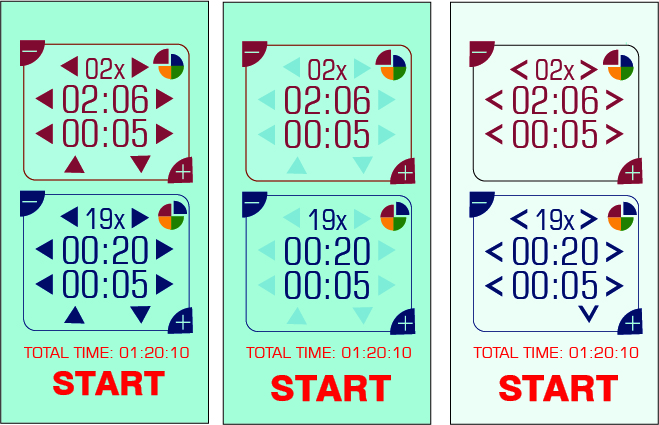 02x
02:06
00:05
19x
00:20
00:05
TOTAL TIME: 01:20:10
START
02x
02:06
00:05
19x
00:20
00:05
TOTAL TIME: 01:20:10
START
< 02x >
< 02:06 >
< 00:05 >
< 19x >
< 00:20 >
< 00:05 >
TOTAL TIME: 01:20:10
START